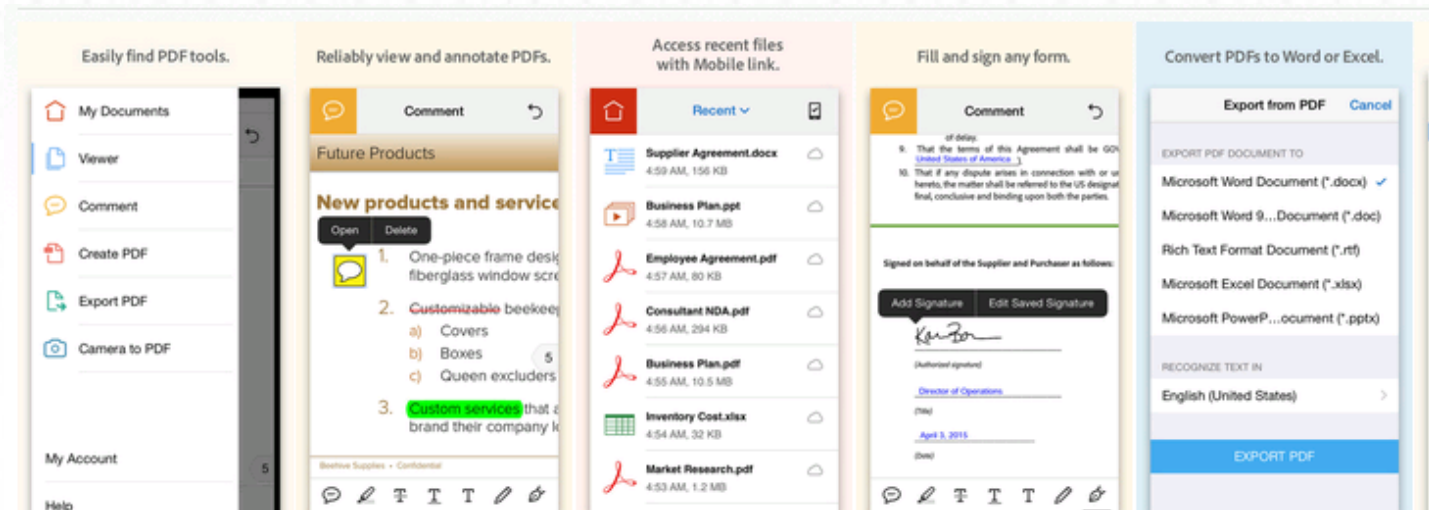 Easily find PDF tools.
My Documents
Viewer
Comment
Create PDF
Export PDF
Camera to PDF
My Account
5
Help
Reliably view and annotate PDFs.
Comment
Future Products
New products and service
Open Delete
1. One-piece frame desig
fiberglass window scre
2. Customizable beekeep
a) Covers
b) Boxes
5
c) Queen excluders
3. Custom services that a
brand their company lo
Beehive Supplies • Confidential
T T T
Access recent files
with Mobile link.
Recent
Supplier Agreement.docx
4:59 AM, 156 KB
Business Plan.ppt
4:58 AM, 10.7 MB
Employee Agreement.pdf
4:57 AM, 80 KB
Consultant NDA.pdf
4:56 AM, 294 KB
Business Plan.pdf
4:55 AM, 10.5 MB
Inventory Cost.xlsx
4:54 AM, 32 KB
Market Research.pdf
4:53 AM, 1.2 MB
Fill and sign any form.
Comment
of delay.
9. That the terms of this Agreement shall be GOV
United States of America ).
10. That if any dispute arises in connection with or un
hereto, the matter shall be referred to the US designat
final, conclusive and binding upon both the parties.
Signed on behalf of the Supplier and Purchaser as follows:
Add Signature Edit Saved Signature
(Authorized signature)
Director of Operations
(Title)
April 3, 2015
(Date)
T T T
Convert PDFs to Word or Excel.
Export from PDF Cancel
EXPORT PDF DOCUMENT TO
Microsoft Word Document (*.docx)
Microsoft Word 9...Document (*.doc)
Rich Text Format Document (*.rtf)
Microsoft Excel Document (*.xlsx)
Microsoft PowerP...ocument (*.pptx)
RECOGNIZE TEXT IN
English (United States)
EXPORT PDF